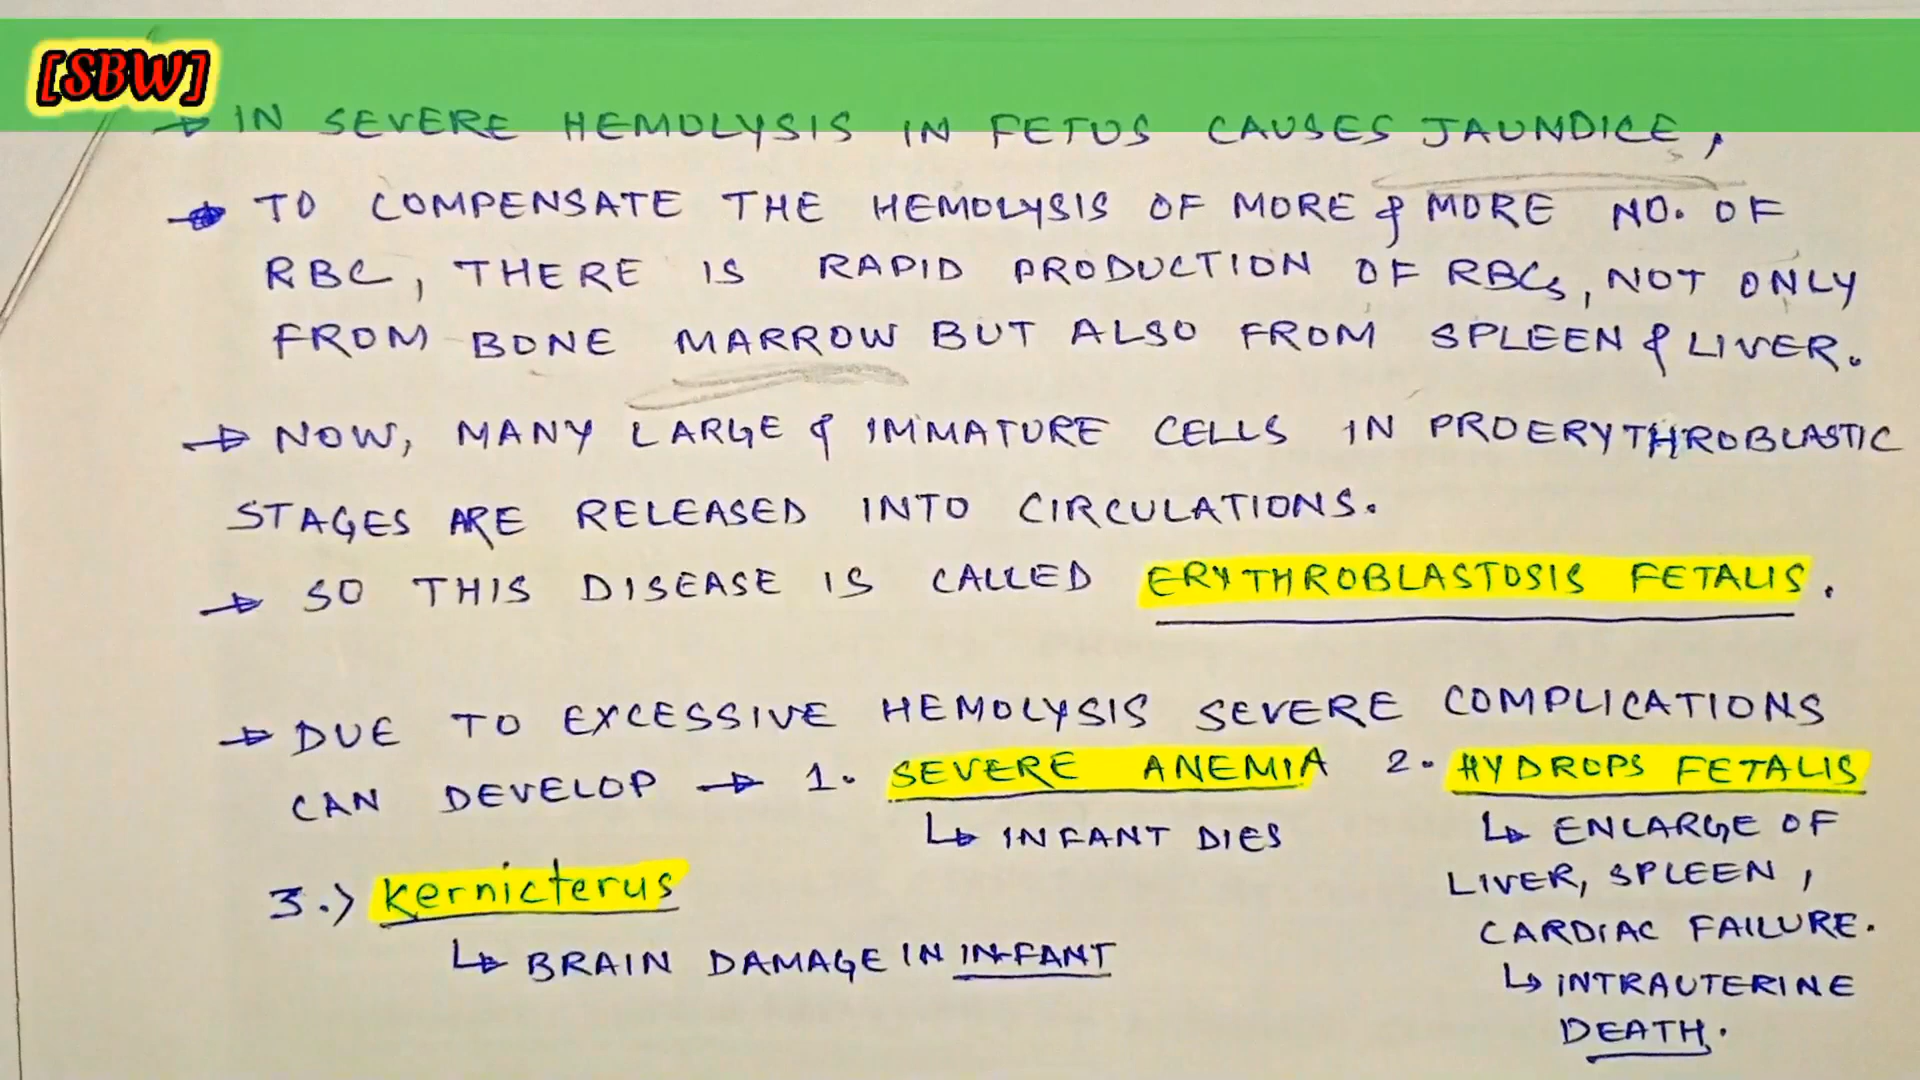 [SBW]
→ IN SEVERE HEMOLYSIS IN FETUS CAUSES JAUNDICE,
→ TO COMPENSATE THE HEMOLYSIS OF MORE & MORE NO. OF
RBC, THERE IS RAPID PRODUCTION OF RBCs, NOT ONLY
FROM BONE MARROW BUT ALSO FROM SPLEEN & LIVER.
→ NOW, MANY LARGE & IMMATURE CELLS IN PROERYTHROBLASTIC
STAGES ARE RELEASED INTO CIRCULATIONS.
→ SO THIS DISEASE IS CALLED ERYTHROBLASTOSIS FETALIS.
→ DUE TO EXCESSIVE HEMOLYSIS SEVERE COMPLICATIONS
CAN DEVELOP → 1. SEVERE ANEMIA 2. HYDROPS FETALIS
↳ INFANT DIES ↳ ENLARGE OF
LIVER, SPLEEN,
3.) Kernicterus CARDIAC FAILURE.
↳ BRAIN DAMAGE IN INFANT ↳ INTRAUTERINE
DEATH.